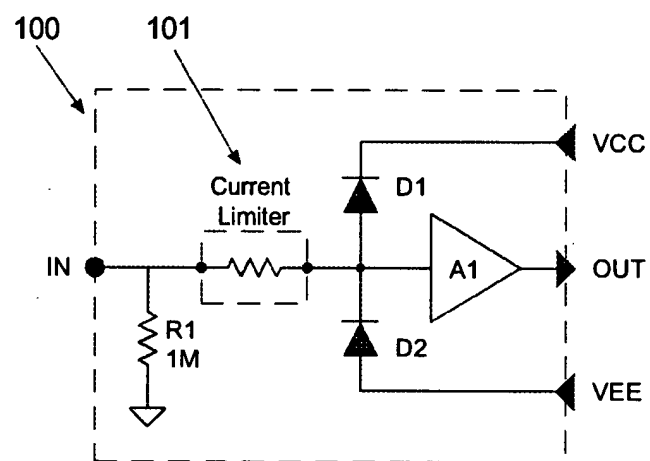 100
101
VCC
D1
Current
Limiter
IN
A1
OUT
R1
1M
D2
VEE